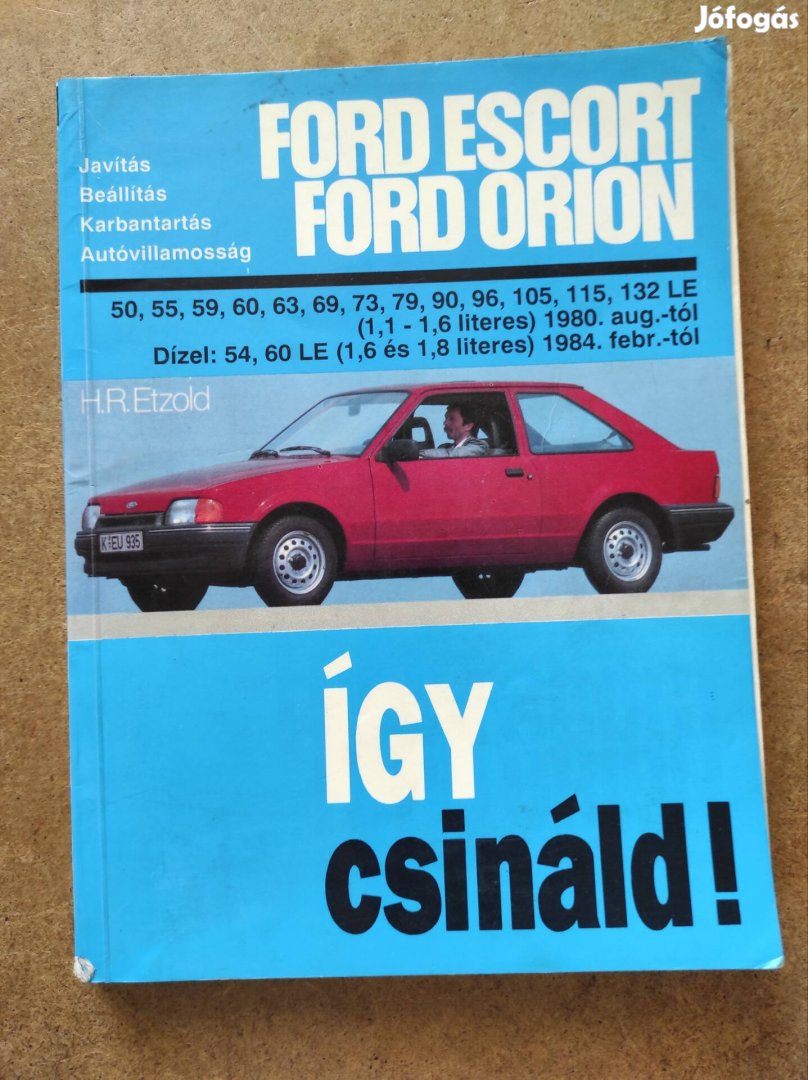 Jófogás
FORD ESCORT
FORD ORION
Javítás
Beállítás
Karbantartás
Autóvillamosság
50, 55, 59, 60, 63, 69, 73, 79, 90, 96, 105, 115, 132 LE
(1,1 - 1,6 literes) 1980. aug.-tól
Dízel: 54, 60 LE (1,6 és 1,8 literes) 1984. febr.-tól
H.R. Etzold
K-EU 935
ÍGY
csináld!